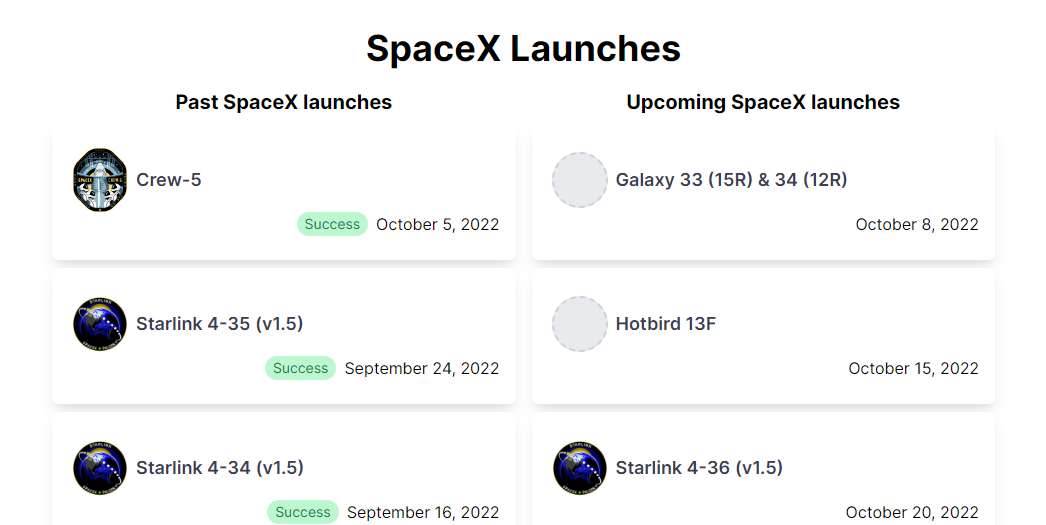 SpaceX Launches
Past SpaceX launches
Crew-5
Success October 5, 2022
Starlink 4-35 (v1.5)
Success September 24, 2022
Starlink 4-34 (v1.5)
Success September 16, 2022
Upcoming SpaceX launches
Galaxy 33 (15R) & 34 (12R)
October 8, 2022
Hotbird 13F
October 15, 2022
Starlink 4-36 (v1.5)
October 20, 2022